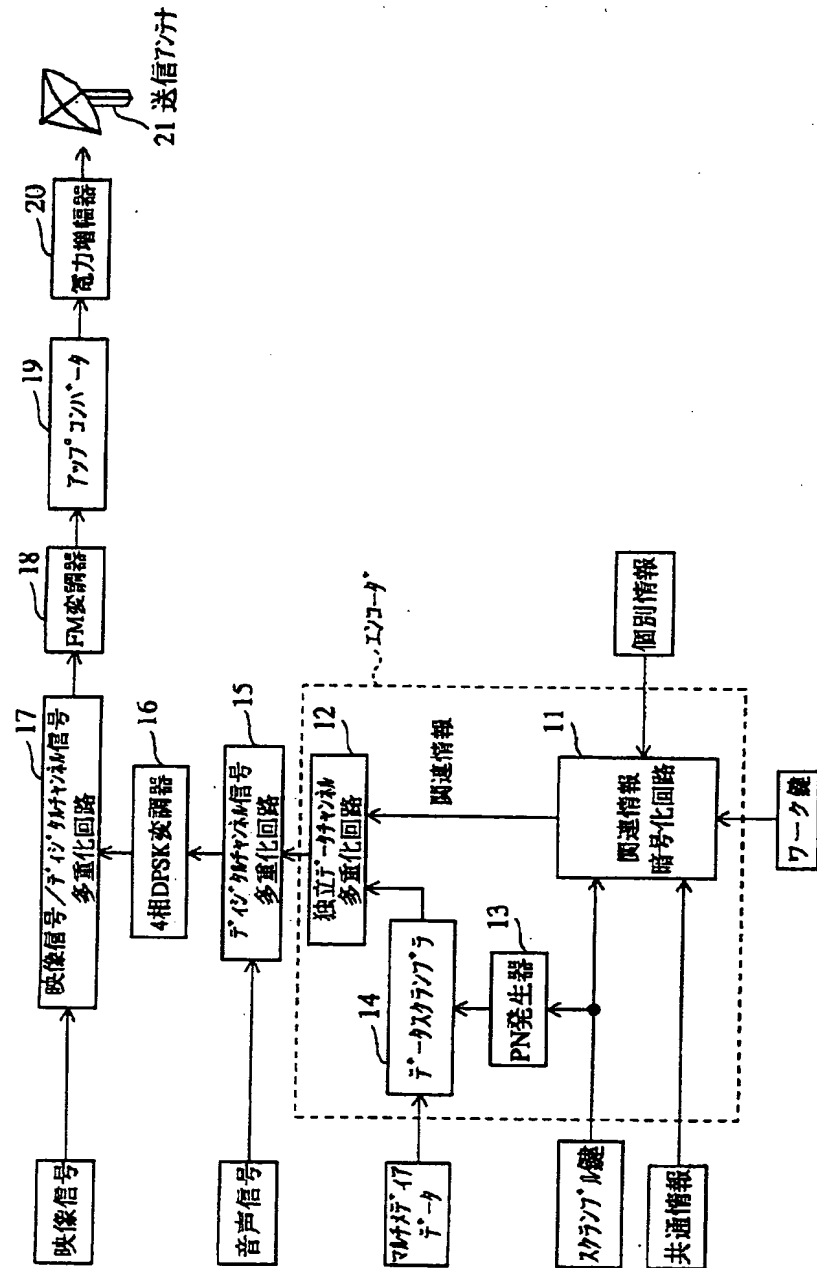 映像信号
17
映像信号/ディジタルチャンネル信号
多重化回路
18
FM変調器
19
アップコンバータ
20
電力増幅器
21 送信アンテナ
16
4相DPSK変調器
音声信号
15
ディジタルチャンネル信号
多重化回路
エンコーダ
12
独立データチャンネル
多重化回路
関連情報
マルチメディア
データ
14
データスクランブラ
13
PN発生器
11
関連情報
暗号化回路
個別情報
スクランブル鍵
共通情報
ワーク鍵